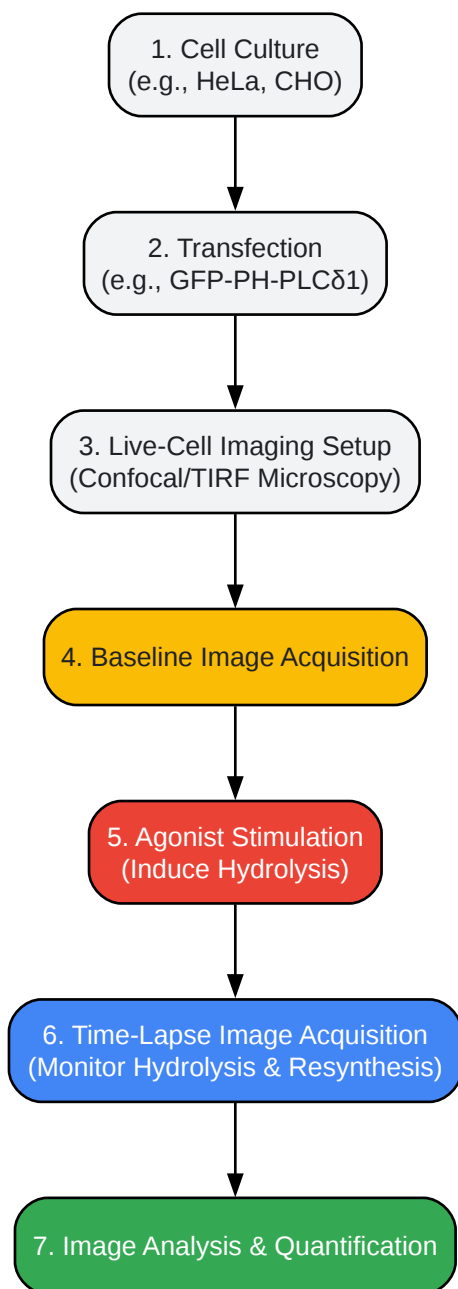 1. Cell Culture
(e.g., HeLa, CHO)
2. Transfection
(e.g., GFP-PH-PLCδ1)
3. Live-Cell Imaging Setup
(Confocal/TIRF Microscopy)
4. Baseline Image Acquisition
5. Agonist Stimulation
(Induce Hydrolysis)
6. Time-Lapse Image Acquisition
(Monitor Hydrolysis & Resynthesis)
7. Image Analysis & Quantification